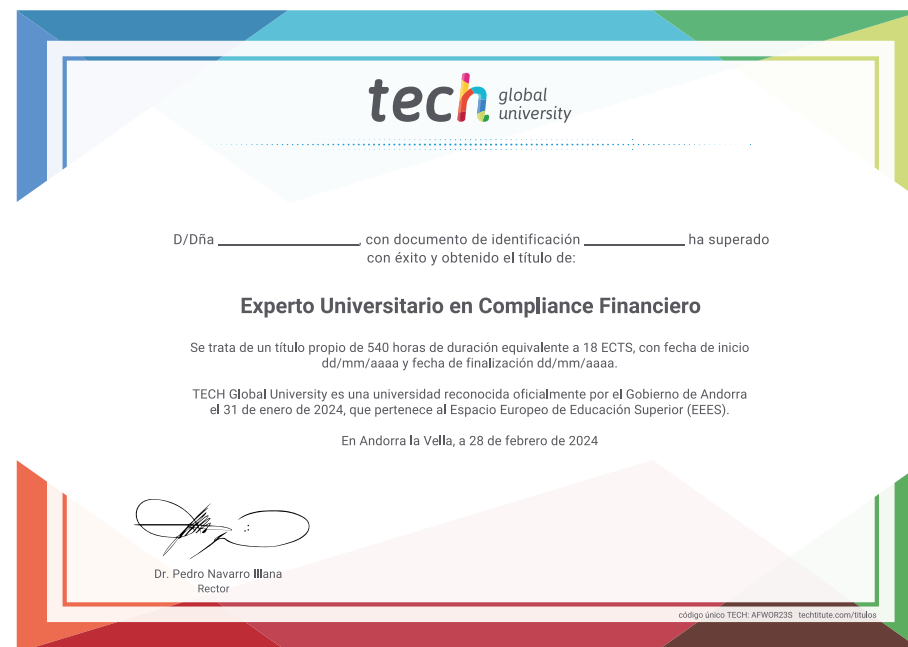 tech global university
D/Dña ______________, con documento de identificación __________ ha superado
con éxito y obtenido el título de:
Experto Universitario en Compliance Financiero
Se trata de un título propio de 540 horas de duración equivalente a 18 ECTS, con fecha de inicio
dd/mm/aaaa y fecha de finalización dd/mm/aaaa.
TECH Global University es una universidad reconocida oficialmente por el Gobierno de Andorra
el 31 de enero de 2024, que pertenece al Espacio Europeo de Educación Superior (EEES).
En Andorra la Vella, a 28 de febrero de 2024
Dr. Pedro Navarro Illana
Rector
código único TECH: AFWOR23S techtitute.com/titulos